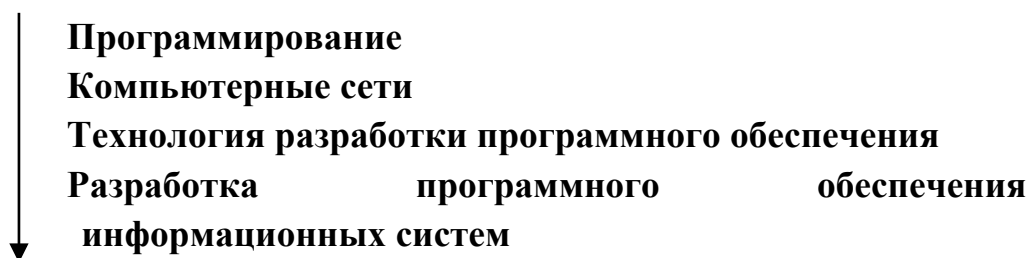 Программирование
Компьютерные сети
Технология разработки программного обеспечения
Разработка программного обеспечения
информационных систем